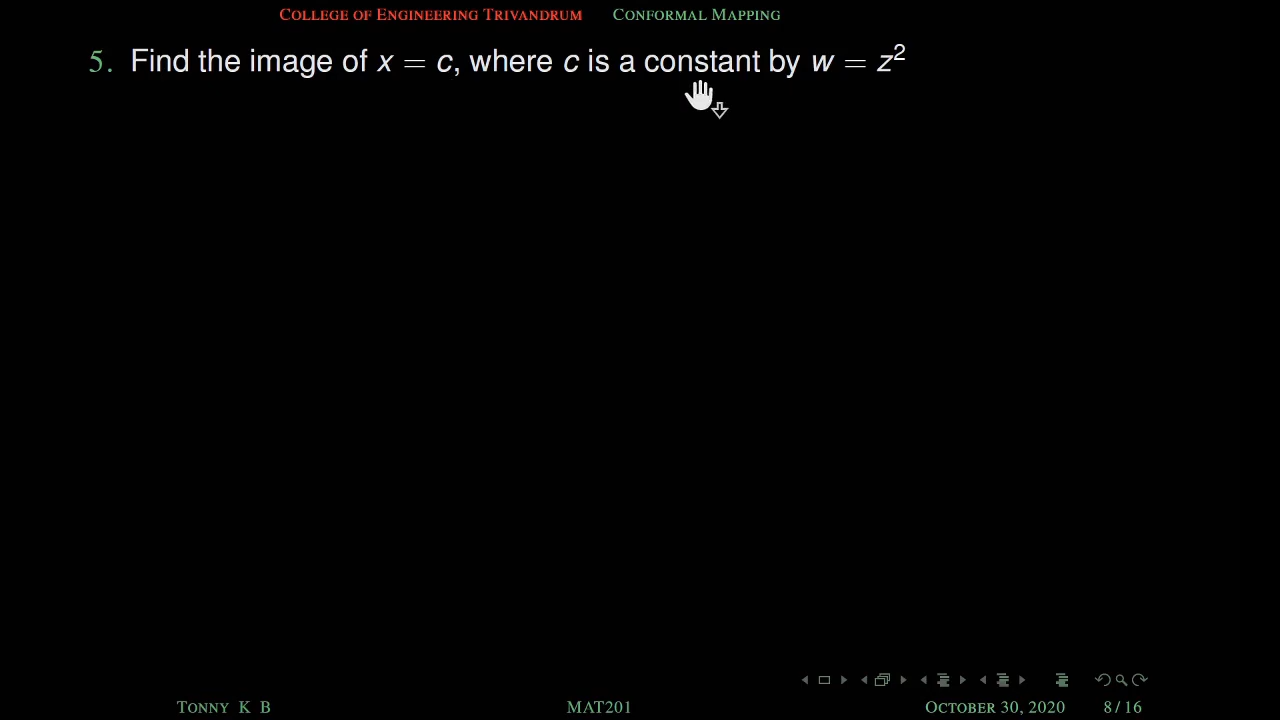 COLLEGE OF ENGINEERING TRIVANDRUM CONFORMAL MAPPING
5. Find the image of x = c, where c is a constant by w = z²
TONNY K B MAT201 OCTOBER 30, 2020 8 / 16